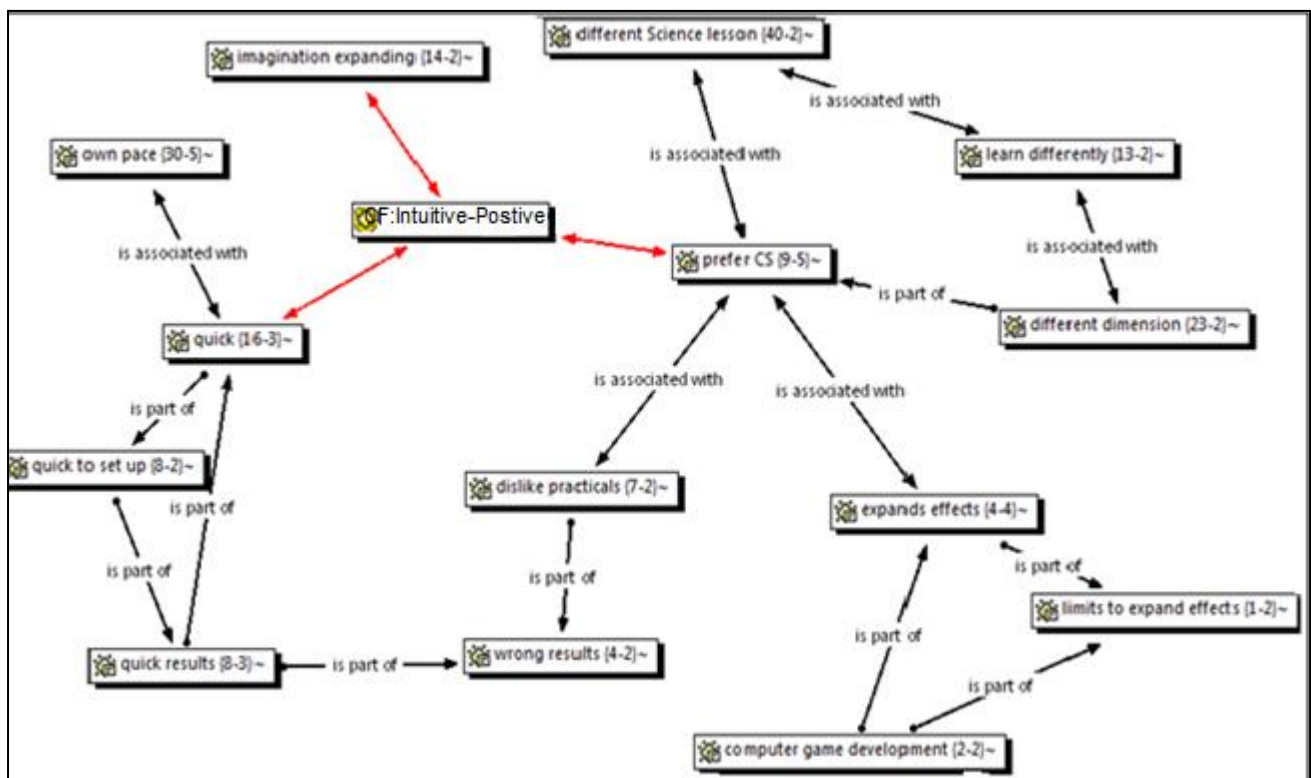 different Science lesson {40-2}~
imagination expanding {14-2}~
is associated with
own pace {30-5}~
learn differently {13-2}~
is associated with
CF:Intuitive-Postive
is associated with
prefer CS {9-5}~
is part of
is associated with
different dimension {23-2}~
quick {16-3}~
is associated with
is associated with
is part of
quick to set up {8-2}~
dislike practicals {7-2}~
is part of
expands effects {4-4}~
is part of
is part of
is part of
limits to expand effects {1-2}~
is part of
quick results {8-3}~
is part of
wrong results {4-2}~
is part of
computer game development {2-2}~